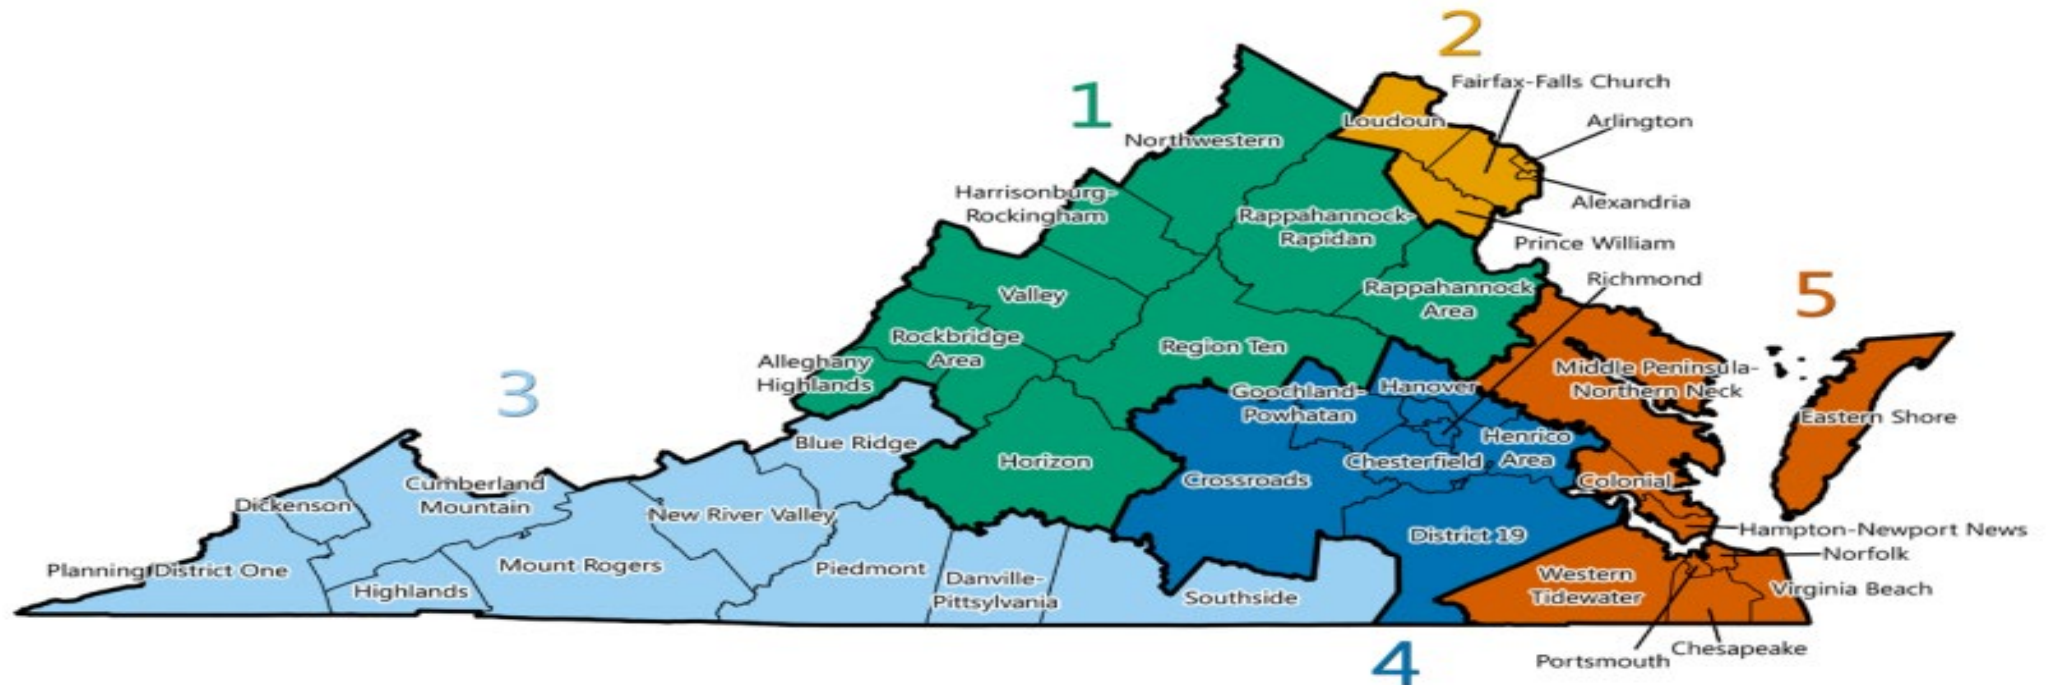 2
Fairfax-Falls Church
1
Loudoun
Arlington
Northwestern
Harrisonburg-
Rockingham
Alexandria
Rappahannock-
Rapidan
Prince William
Richmond
Valley
Rappahannock
Area
5
Rockbridge
Area
Region Ten
Alleghany
Highlands
Middle Peninsula-
Northern Neck
3
Goochland-
Powhatan
Hanover
Eastern Shore
Blue Ridge
Henrico
Area
Horizon
Chesterfield
Crossroads
Colonial
Cumberland
Mountain
Dickenson
New River Valley
Hampton-Newport News
District 19
Norfolk
Planning District One
Mount Rogers
Piedmont
Danville-
Pittsylvania
Western
Tidewater
Virginia Beach
Highlands
Southside
4
Portsmouth
Chesapeake